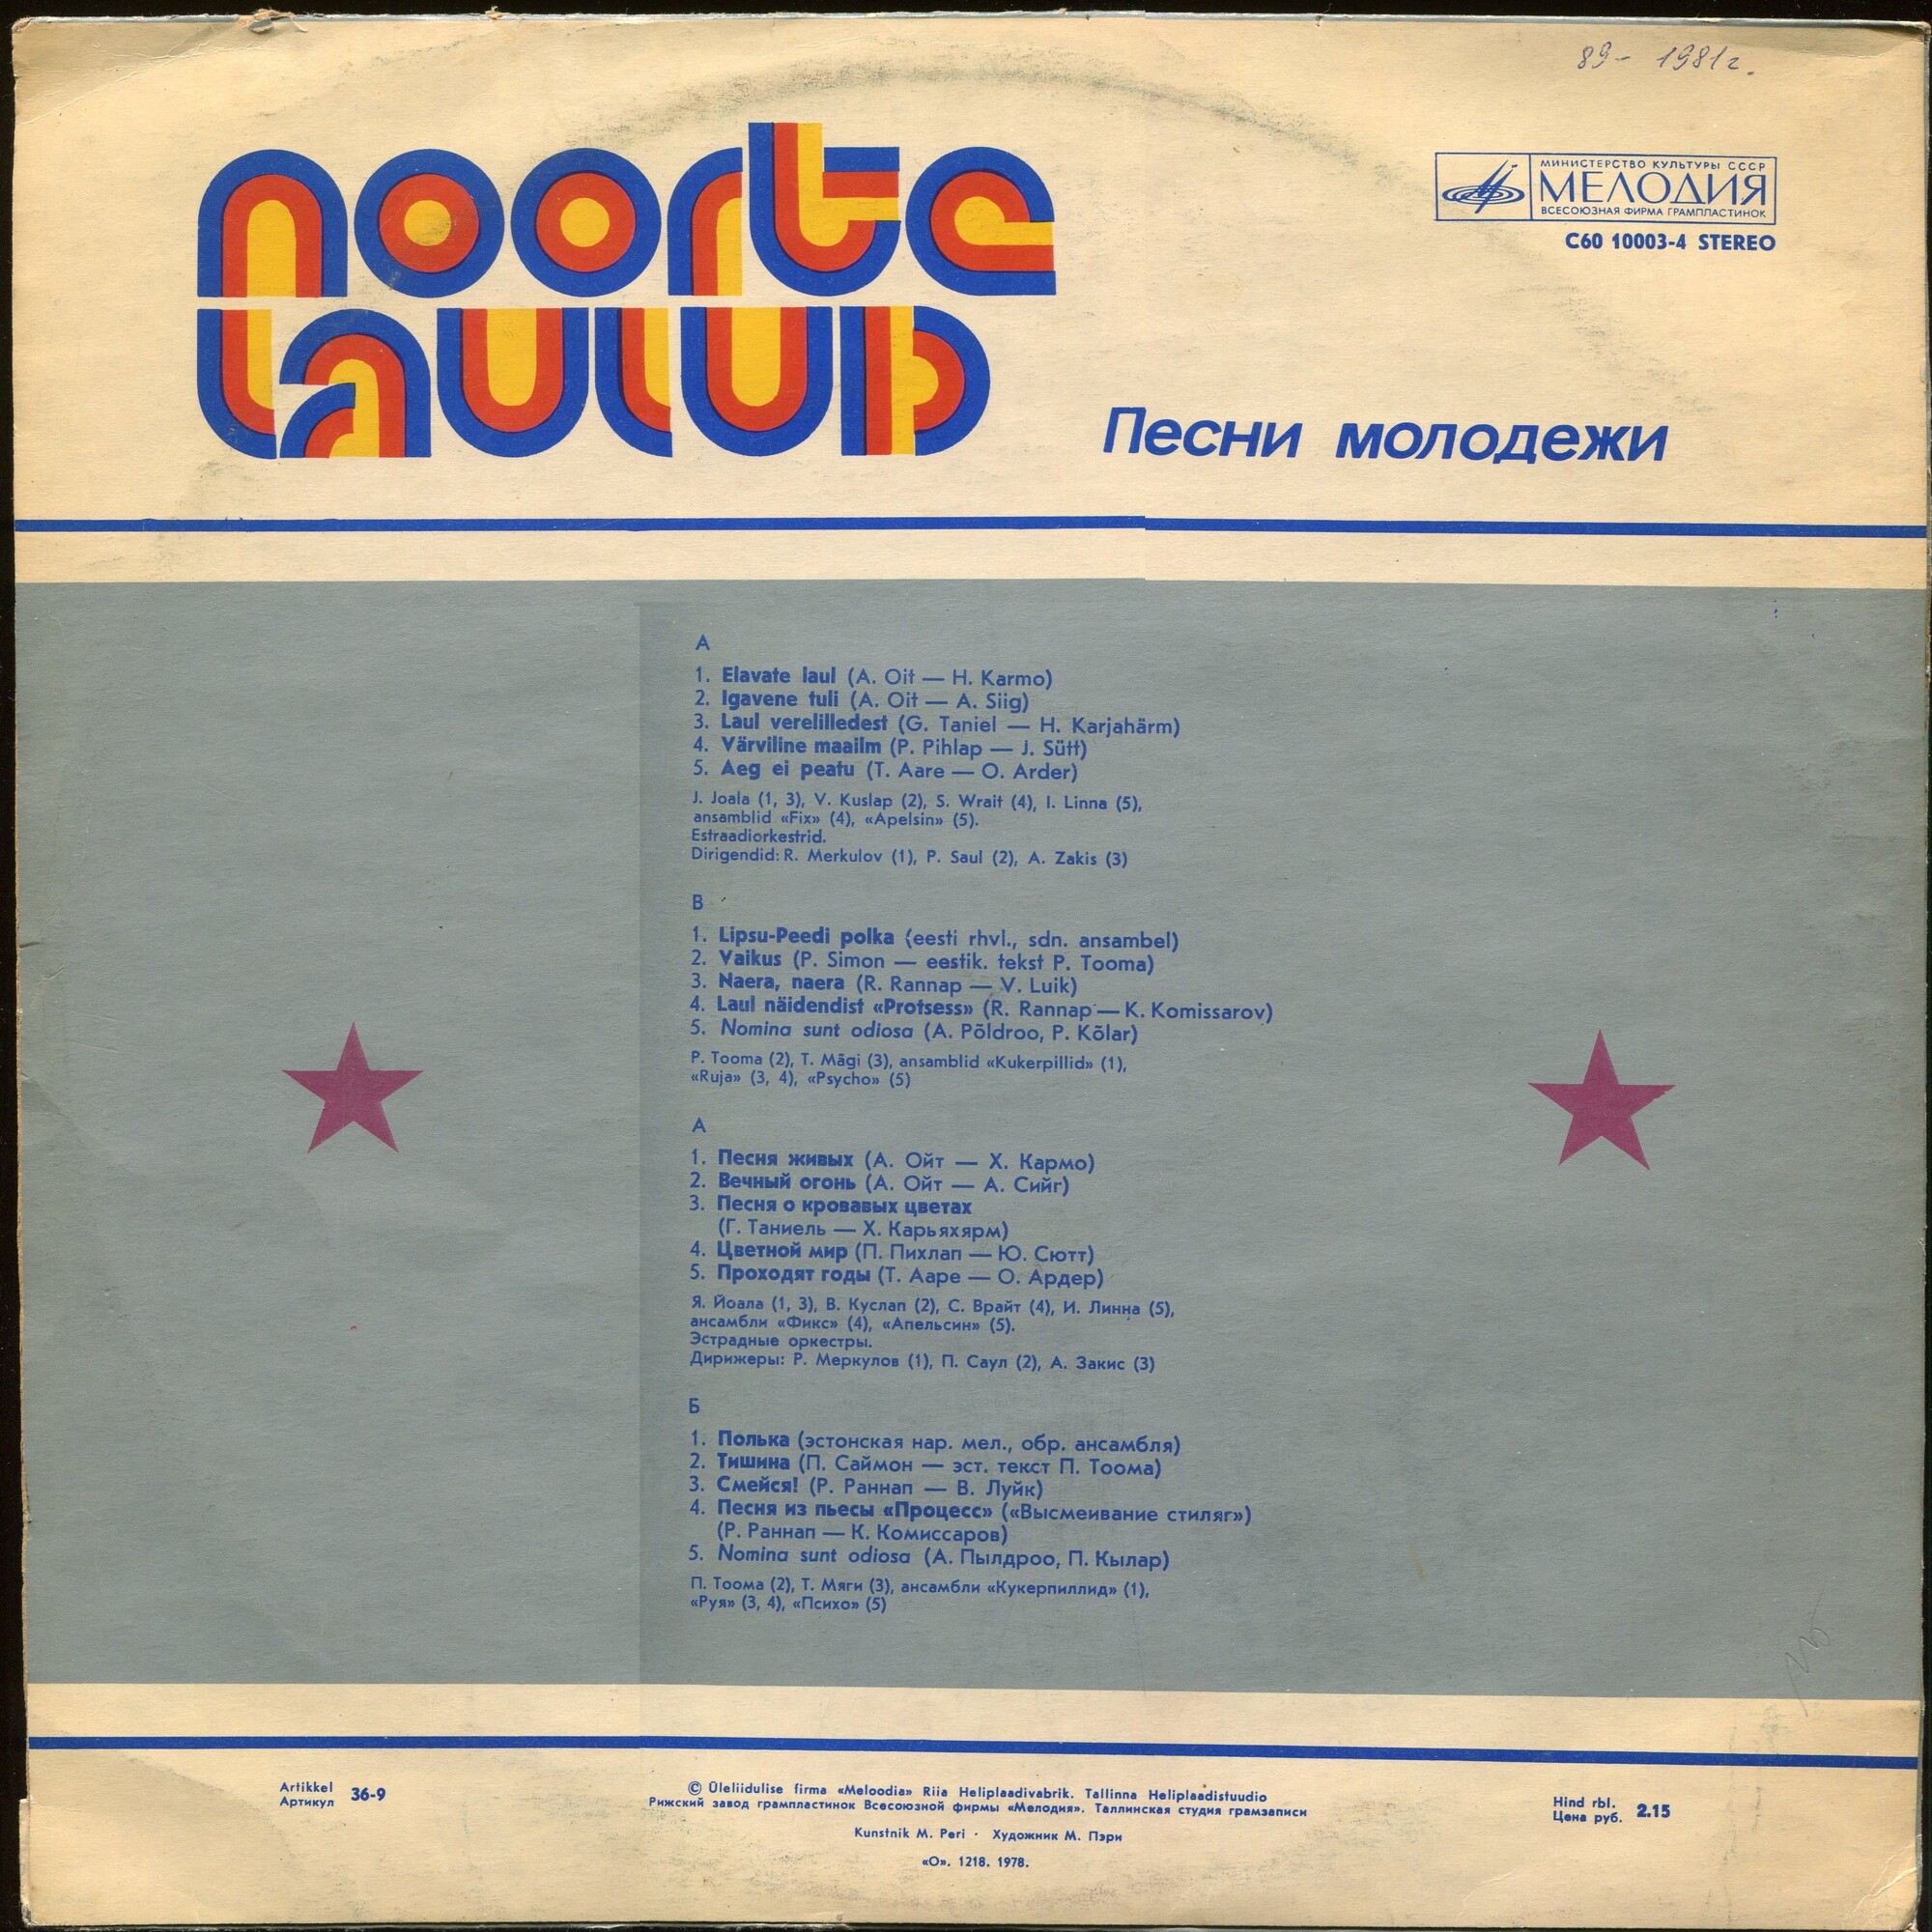 89- 1981г.
noorte
laulud
МИНИСТЕРСТВО КУЛЬТУРЫ СССР
МЕЛОДИЯ
ВСЕСОЮЗНАЯ ФИРМА ГРАМПЛАСТИНОК
С60 10003-4 STEREO
Песни молодежи
A
1. Elavate laul (A. Oit — H. Karmo)
2. Igavene tuli (A. Oit — A. Siig)
3. Laul verelilledest (G. Taniel — H. Karjahärm)
4. Värviline maailm (P. Pihlap — J. Sütt)
5. Aeg ei peatu (T. Aare — O. Arder)
J. Joala (1, 3), V. Kuslap (2), S. Wrait (4), I. Linna (5),
ansamblid «Fix» (4), «Apelsin» (5).
Estraadiorkestrid.
Dirigendid: R. Merkulov (1), P. Saul (2), A. Zakis (3)
B
1. Lipsu-Peedi polka (eesti rhvl., sdn. ansambel)
2. Vaikus (P. Simon — eestik. tekst P. Tooma)
3. Naera, naera (R. Rannap — V. Luik)
4. Laul näidendist «Protsess» (R. Rannap — K. Komissarov)
5. Nomina sunt odiosa (A. Põldroo, P. Kõlar)
P. Tooma (2), T. Mägi (3), ansamblid «Kukerpillid» (1),
«Ruja» (3, 4), «Psycho» (5)
А
1. Песня живых (А. Ойт — Х. Кармо)
2. Вечный огонь (А. Ойт — А. Сийг)
3. Песня о кровавых цветах
(Г. Таниель — Х. Карьяхярм)
4. Цветной мир (П. Пихлап — Ю. Сютт)
5. Проходят годы (Т. Ааре — О. Ардер)
Я. Йоала (1, 3), В. Куслап (2), С. Врайт (4), И. Линна (5),
ансамбли «Фикс» (4), «Апельсин» (5).
Эстрадные оркестры.
Дирижеры: Р. Меркулов (1), П. Саул (2), А. Закис (3)
Б
1. Полька (эстонская нар. мел., обр. ансамбля)
2. Тишина (П. Саймон — эст. текст П. Тоома)
3. Смейся! (Р. Раннап — В. Луйк)
4. Песня из пьесы «Процесс» («Высмеивание стиляг»)
(Р. Раннап — К. Комиссаров)
5. Nomina sunt odiosa (А. Пылдроо, П. Кылар)
П. Тоома (2), Т. Мяги (3), ансамбли «Кукерпиллид» (1),
«Руя» (3, 4), «Психо» (5)
Artikkel
Артикул 36-9
© Üleliidulise firma «Meloodia» Riia Heliplaadivabrik. Tallinna Heliplaadistuudio
Рижский завод грампластинок Всесоюзной фирмы «Мелодия». Таллинская студия грамзаписи
Kunstnik M. Peri · Художник М. Пэри
«О». 1218. 1978.
Hind rbl.
Цена руб. 2.15